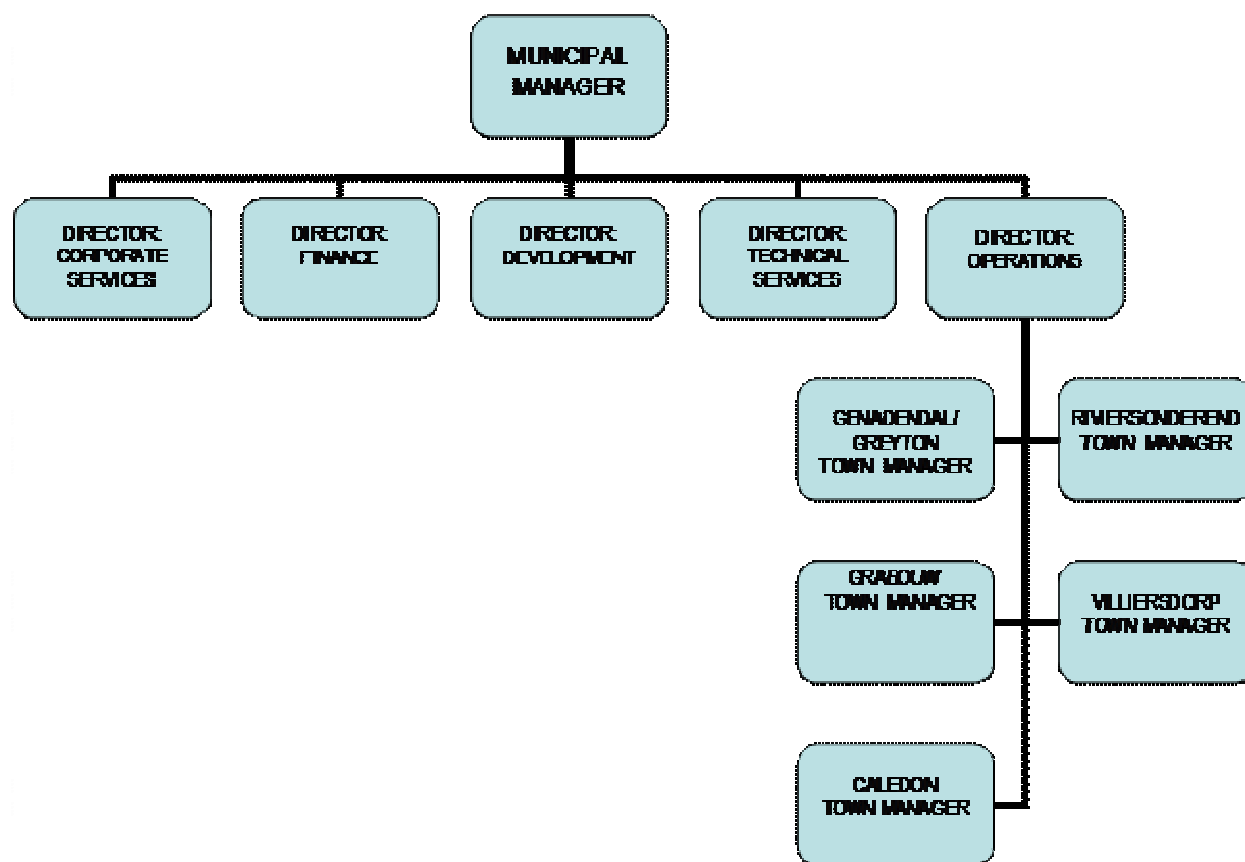 MUNICIPAL
MANAGER
DIRECTOR:
CORPORATE
SERVICES
DIRECTOR:
FINANCE
DIRECTOR:
DEVELOPMENT
DIRECTOR:
TECHNICAL
SERVICES
DIRECTOR:
OPERATIONS
GENADENDAL/
GREYTON
TOWN MANAGER
RIVIERSONDEREND
TOWN MANAGER
GRABOUW
TOWN MANAGER
VILLIERSDORP
TOWN MANAGER
CALEDON
TOWN MANAGER